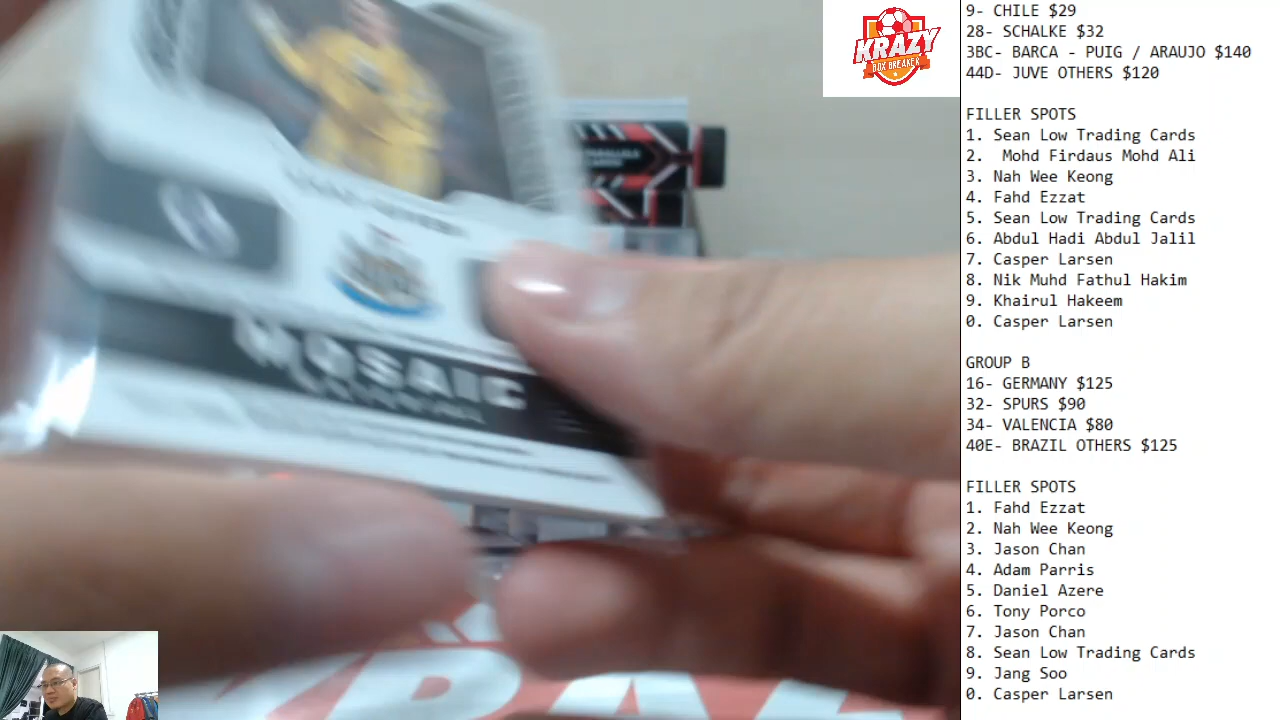 KRAZY
BOX BREAKER
MOSAIC
KRAK
9- CHILE $29
28- SCHALKE $32
3BC- BARCA - PUIG / ARAUJO $140
44D- JUVE OTHERS $120
FILLER SPOTS
1. Sean Low Trading Cards
2.  Mohd Firdaus Mohd Ali
3. Nah Wee Keong
4. Fahd Ezzat
5. Sean Low Trading Cards
6. Abdul Hadi Abdul Jalil
7. Casper Larsen
8. Nik Muhd Fathul Hakim
9. Khairul Hakeem
0. Casper Larsen
GROUP B
16- GERMANY $125
32- SPURS $90
34- VALENCIA $80
40E- BRAZIL OTHERS $125
FILLER SPOTS
1. Fahd Ezzat
2. Nah Wee Keong
3. Jason Chan
4. Adam Parris
5. Daniel Azere
6. Tony Porco
7. Jason Chan
8. Sean Low Trading Cards
9. Jang Soo
0. Casper Larsen